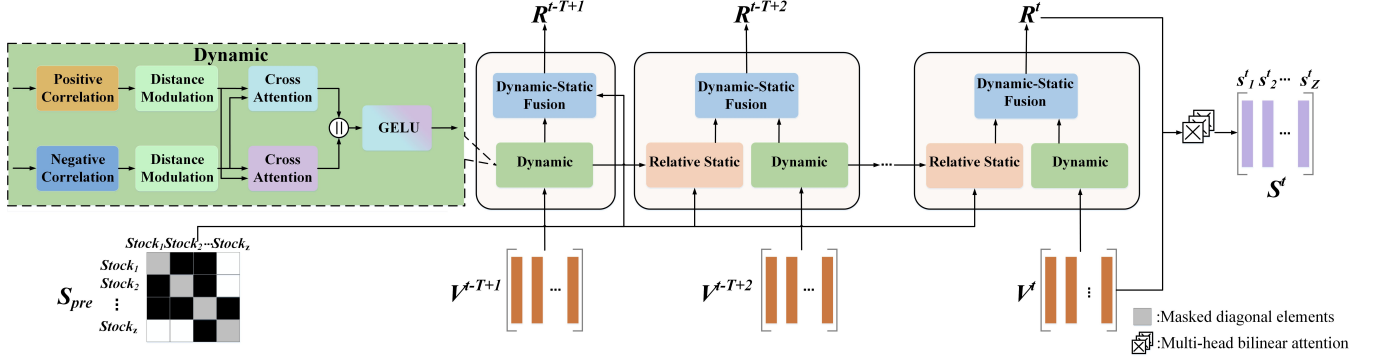 R^{t-T+1}
R^{t-T+2}
R^t
Dynamic
Positive Correlation
Distance Modulation
Cross Attention
||
GELU
Negative Correlation
Distance Modulation
Cross Attention
Dynamic-Static Fusion
Dynamic
Dynamic-Static Fusion
Relative Static
Dynamic
...
Dynamic-Static Fusion
Relative Static
Dynamic
s^t_1 s^t_2 ... s^t_Z
...
S^t
Stock_1 Stock_2 ... Stock_z
Stock_1
Stock_2
⋮
Stock_z
S_{pre}
V^{t-T+1}
...
V^{t-T+2}
...
V^t
⋮
:Masked diagonal elements
:Multi-head bilinear attention